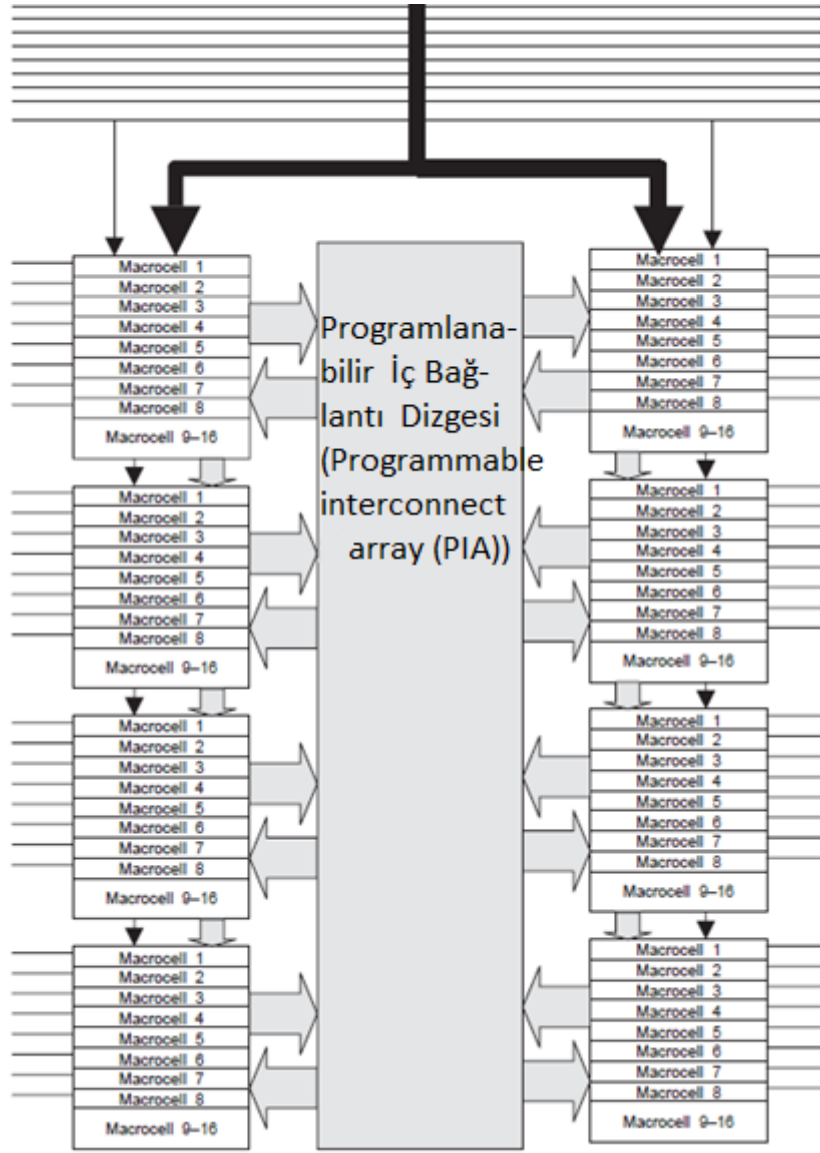 Macrocell 1
Macrocell 2
Macrocell 3
Macrocell 4
Macrocell 5
Macrocell 6
Macrocell 7
Macrocell 8
Macrocell 9–16
Macrocell 1
Macrocell 2
Macrocell 3
Macrocell 4
Macrocell 5
Macrocell 6
Macrocell 7
Macrocell 8
Macrocell 9–16
Macrocell 1
Macrocell 2
Macrocell 3
Macrocell 4
Macrocell 5
Macrocell 6
Macrocell 7
Macrocell 8
Macrocell 9–16
Macrocell 1
Macrocell 2
Macrocell 3
Macrocell 4
Macrocell 5
Macrocell 6
Macrocell 7
Macrocell 8
Macrocell 9–16
Programlana-
bilir İç Bağ-
lantı Dizgesi
(Programmable
interconnect
array (PIA))
Macrocell 1
Macrocell 2
Macrocell 3
Macrocell 4
Macrocell 5
Macrocell 6
Macrocell 7
Macrocell 8
Macrocell 9–16
Macrocell 1
Macrocell 2
Macrocell 3
Macrocell 4
Macrocell 5
Macrocell 6
Macrocell 7
Macrocell 8
Macrocell 9–16
Macrocell 1
Macrocell 2
Macrocell 3
Macrocell 4
Macrocell 5
Macrocell 6
Macrocell 7
Macrocell 8
Macrocell 9–16
Macrocell 1
Macrocell 2
Macrocell 3
Macrocell 4
Macrocell 5
Macrocell 6
Macrocell 7
Macrocell 8
Macrocell 9–16